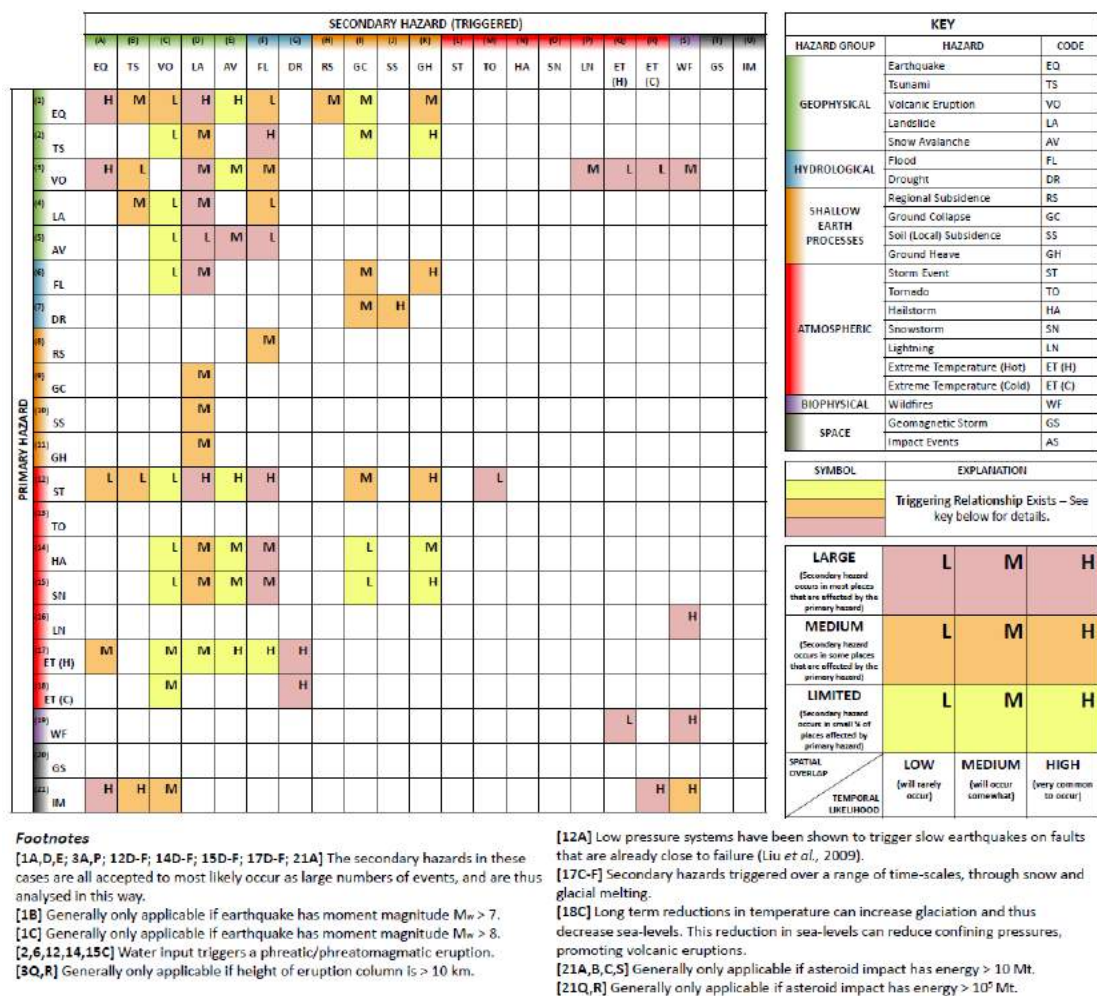 SECONDARY HAZARD (TRIGGERED)
(A) (B) (C) (D) (E) (F) (G) (H) (I) (J) (K) (L) (M) (N) (O) (P) (Q) (R) (S) (T) (U)
EQ TS VO LA AV FL DR RS GC SS GH ST TO HA SN LN ET (H) ET (C) WF GS IM
PRIMARY HAZARD
(1) EQ H M L H H L M M M
(2) TS L M H M H
(3) VO H L M M M M L L M
(4) LA M L M L
(5) AV L L M L
(6) FL L M M H
(7) DR M H
(8) RS M
(9) GC M
(10) SS M
(11) GH M
(12) ST L L L H H H M H L
(13) TO
(14) HA L M M M L M
(15) SN L M M M L H
(16) LN H
(17) ET (H) M M M H H H
(18) ET (C) M H
(19) WF L H
(20) GS
(21) IM H H M H H
KEY
HAZARD GROUP HAZARD CODE
GEOPHYSICAL
Earthquake EQ
Tsunami TS
Volcanic Eruption VO
Landslide LA
Snow Avalanche AV
HYDROLOGICAL
Flood FL
Drought DR
SHALLOW EARTH PROCESSES
Regional Subsidence RS
Ground Collapse GC
Soil (Local) Subsidence SS
Ground Heave GH
ATMOSPHERIC
Storm Event ST
Tornado TO
Hailstorm HA
Snowstorm SN
Lightning LN
Extreme Temperature (Hot) ET (H)
Extreme Temperature (Cold) ET (C)
BIOPHYSICAL
Wildfires WF
SPACE
Geomagnetic Storm GS
Impact Events AS
SYMBOL EXPLANATION
Triggering Relationship Exists – See
key below for details.
LARGE L M H
(Secondary hazard
occurs in most places
that are affected by the
primary hazard)
MEDIUM L M H
(Secondary hazard
occurs in some places
that are affected by the
primary hazard)
LIMITED L M H
(Secondary hazard
occurs in small % of
places affected by
primary hazard)
SPATIAL
OVERLAP
TEMPORAL
LIKELIHOOD
LOW MEDIUM HIGH
(will rarely occur) (will occur somewhat) (very common to occur)
Footnotes
[1A,D,E; 3A,P; 12D-F; 14D-F; 15D-F; 17D-F; 21A] The secondary hazards in these
cases are all accepted to most likely occur as large numbers of events, and are thus
analysed in this way.
[1B] Generally only applicable if earthquake has moment magnitude Mw > 7.
[1C] Generally only applicable if earthquake has moment magnitude Mw > 8.
[2,6,12,14,15C] Water input triggers a phreatic/phreatomagmatic eruption.
[3Q,R] Generally only applicable if height of eruption column is > 10 km.
[12A] Low pressure systems have been shown to trigger slow earthquakes on faults
that are already close to failure (Liu et al., 2009).
[17C-F] Secondary hazards triggered over a range of time-scales, through snow and
glacial melting.
[18C] Long term reductions in temperature can increase glaciation and thus
decrease sea-levels. This reduction in sea-levels can reduce confining pressures,
promoting volcanic eruptions.
[21A,B,C,S] Generally only applicable if asteroid impact has energy > 10 Mt.
[21Q,R] Generally only applicable if asteroid impact has energy > 10⁵ Mt.